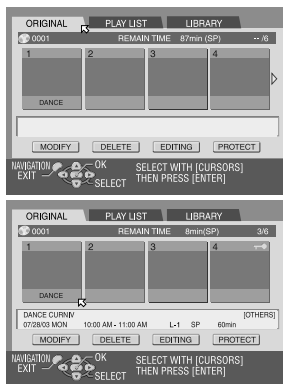 ORIGINAL PLAY LIST LIBRARY
0001 REMAIN TIME 87min (SP) -- /6
1 2 3 4
DANCE
MODIFY DELETE EDITING PROTECT
NAVIGATION OK SELECT WITH [CURSORS]
EXIT SELECT THEN PRESS [ENTER]
ORIGINAL PLAY LIST LIBRARY
0001 REMAIN TIME 8min(SP) 3/6
1 2 3 4
DANCE
DANCE CURNIV [OTHERS]
07/28/03 MON 10:00 AM - 11:00 AM L-1 SP 60min
MODIFY DELETE EDITING PROTECT
NAVIGATION OK SELECT WITH [CURSORS]
EXIT SELECT THEN PRESS [ENTER]